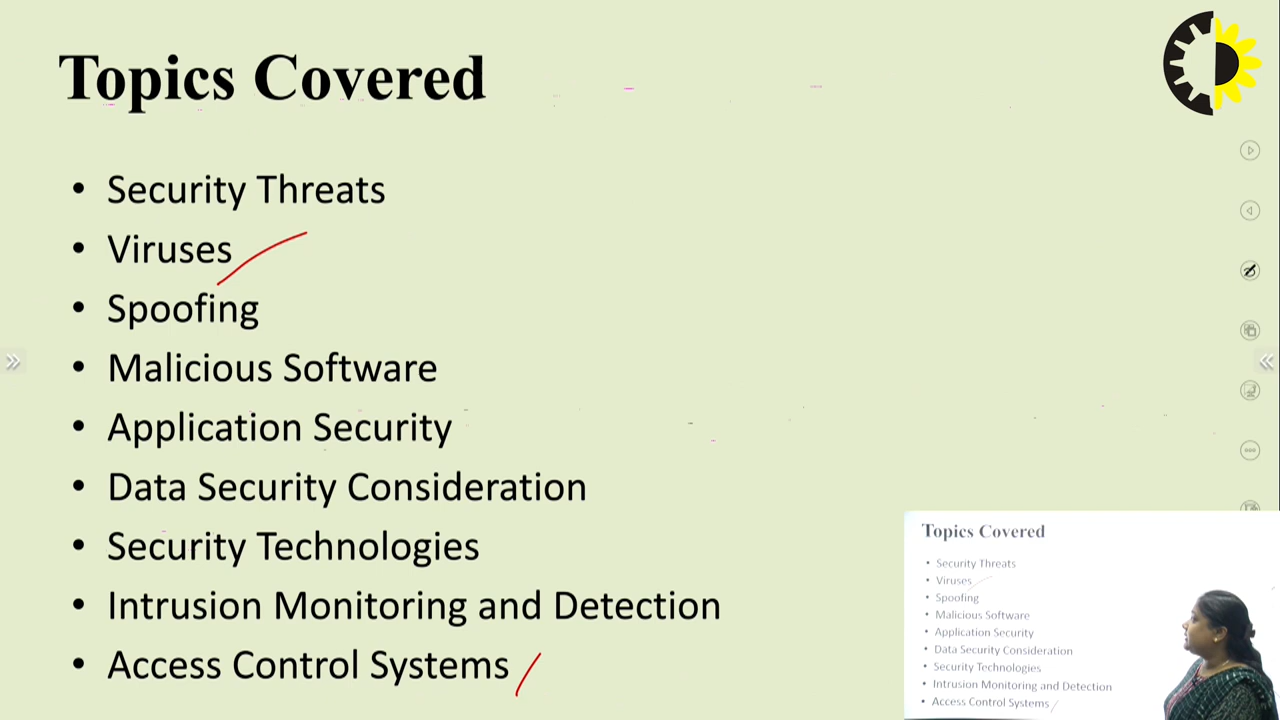 Topics Covered
• Security Threats
• Viruses
• Spoofing
• Malicious Software
• Application Security
• Data Security Consideration
• Security Technologies
• Intrusion Monitoring and Detection
• Access Control Systems
Topics Covered
• Security Threats
• Viruses
• Spoofing
• Malicious Software
• Application Security
• Data Security Consideration
• Security Technologies
• Intrusion Monitoring and Detection
• Access Control Systems